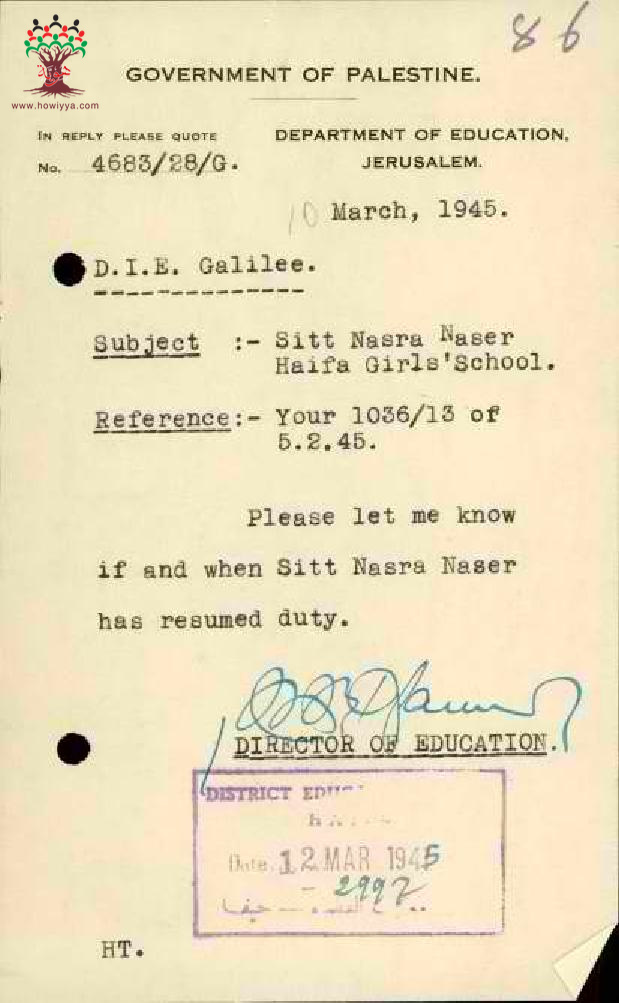 86
GOVERNMENT OF PALESTINE.
www.howiyya.com
IN REPLY PLEASE QUOTE
No. 4683/28/G.
DEPARTMENT OF EDUCATION,
JERUSALEM.
10 March, 1945.
D.I.E. Galilee.
Subject :- Sitt Nasra Naser
Haifa Girls'School.
Reference:- Your 1036/13 of
5.2.45.
Please let me know
if and when Sitt Nasra Naser
has resumed duty.
DIRECTOR OF EDUCATION.
DISTRICT
Date. 12 MAR 1945
- 2997
حيفا
HT.